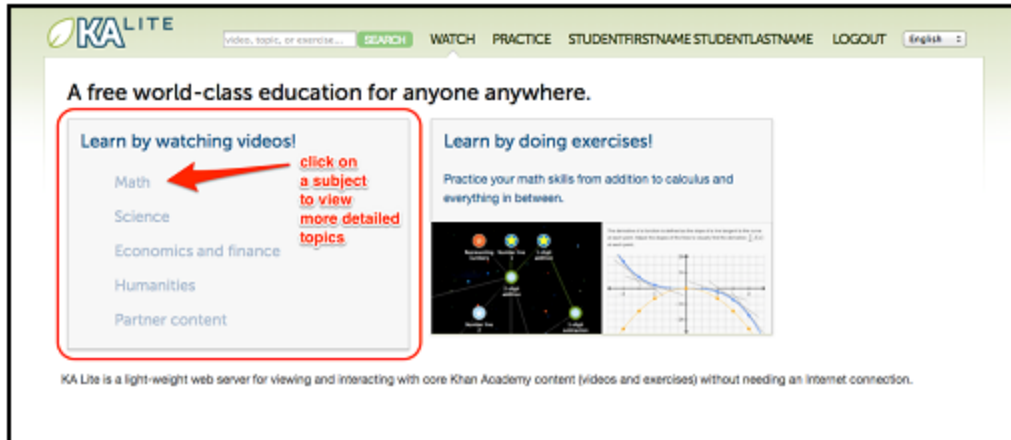 KA LITE
video, topic, or exercise...
SEARCH
WATCH
PRACTICE
STUDENTFIRSTNAME STUDENTLASTNAME
LOGOUT
English
A free world-class education for anyone anywhere.
Learn by watching videos!
Math
Science
Economics and finance
Humanities
Partner content
click on
a subject
to view
more detailed
topics
Learn by doing exercises!
Practice your math skills from addition to calculus and
everything in between.
KA Lite is a light-weight web server for viewing and interacting with core Khan Academy content (videos and exercises) without needing an internet connection.